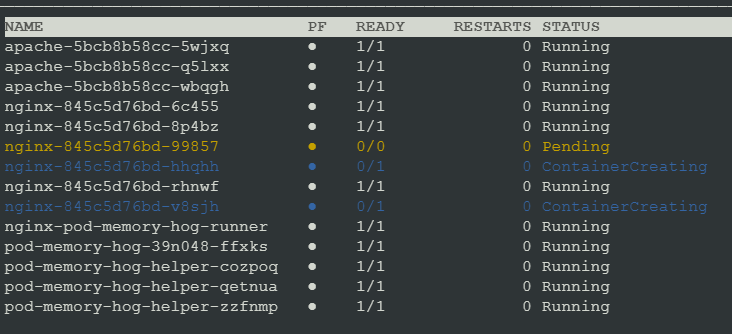 NAME PF READY RESTARTS STATUS
apache-5bcb8b58cc-5wjxq ● 1/1 0 Running
apache-5bcb8b58cc-q5lxx ● 1/1 0 Running
apache-5bcb8b58cc-wbqgh ● 1/1 0 Running
nginx-845c5d76bd-6c455 ● 1/1 0 Running
nginx-845c5d76bd-8p4bz ● 1/1 0 Running
nginx-845c5d76bd-99857 ● 0/0 0 Pending
nginx-845c5d76bd-hhqhh ● 0/1 0 ContainerCreating
nginx-845c5d76bd-rhnwf ● 1/1 0 Running
nginx-845c5d76bd-v8sjh ● 0/1 0 ContainerCreating
nginx-pod-memory-hog-runner ● 1/1 0 Running
pod-memory-hog-39n048-ffxks ● 1/1 0 Running
pod-memory-hog-helper-cozpoq ● 1/1 0 Running
pod-memory-hog-helper-qetnua ● 1/1 0 Running
pod-memory-hog-helper-zzfnmp ● 1/1 0 Running